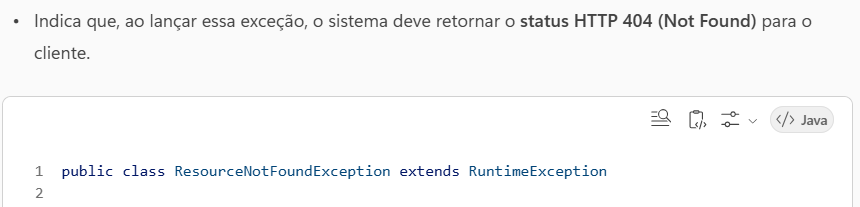 • Indica que, ao lançar essa exceção, o sistema deve retornar o status HTTP 404 (Not Found) para o
cliente.
</> Java
1 public class ResourceNotFoundException extends RuntimeException
2